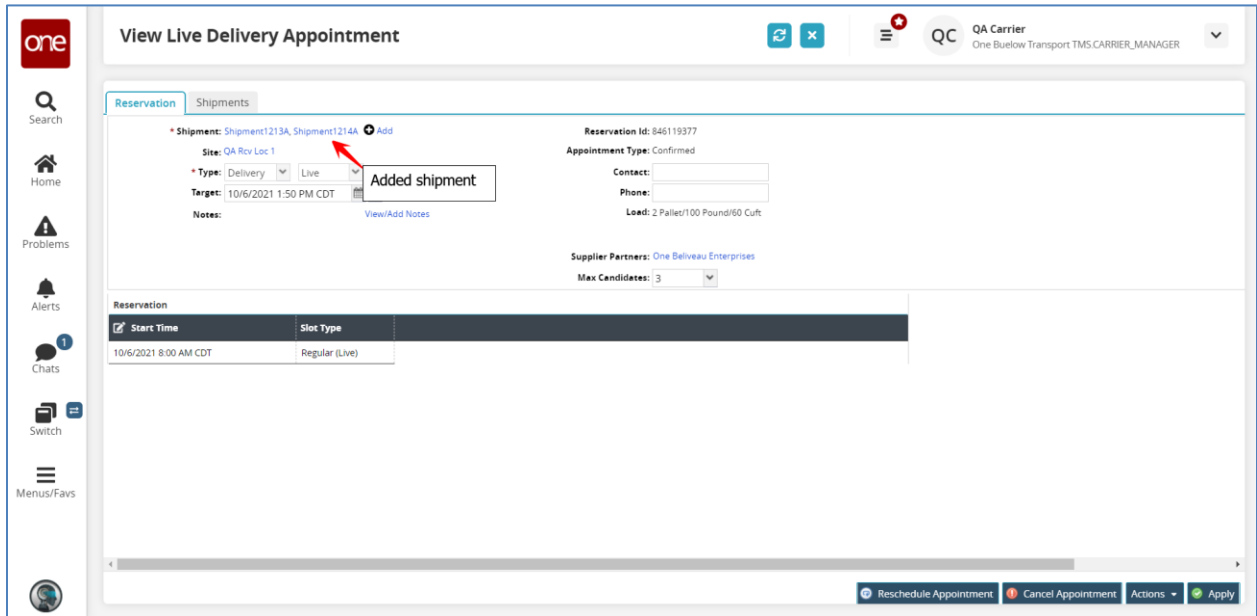 one
View Live Delivery Appointment
QC
QA Carrier
One Buelow Transport TMS.CARRIER_MANAGER
Search
Home
Problems
Alerts
1
Chats
Switch
Menus/Favs
Reservation Shipments
* Shipment: Shipment1213A, Shipment1214A Add
Site: QA Rcv Loc 1
* Type: Delivery Live
Target: 10/6/2021 1:50 PM CDT
Notes: View/Add Notes
Added shipment
Reservation Id: 846119377
Appointment Type: Confirmed
Contact:
Phone:
Load: 2 Pallet/100 Pound/60 Cuft
Supplier Partners: One Beliveau Enterprises
Max Candidates: 3
Reservation
Start Time Slot Type
10/6/2021 8:00 AM CDT Regular (Live)
Reschedule Appointment Cancel Appointment Actions Apply